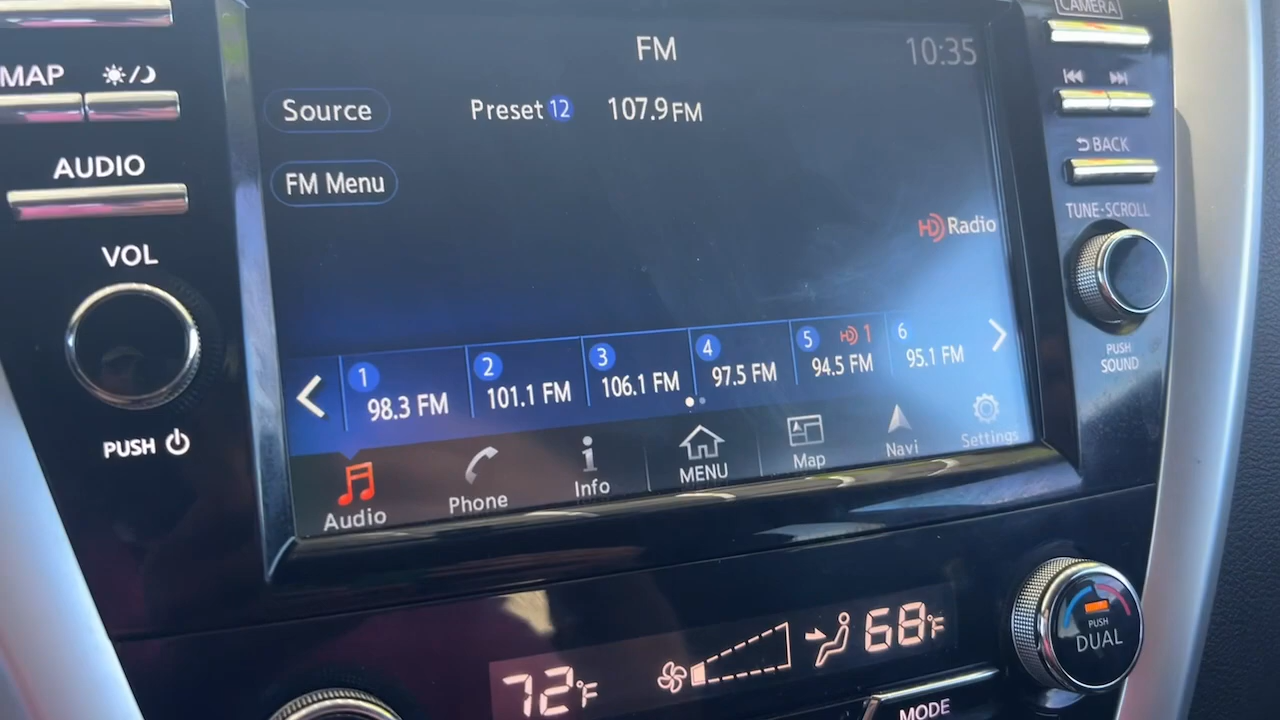 CAMERA
FM
10:35
MAP
Source
Preset 12 107.9 FM
AUDIO
BACK
FM Menu
TUNE·SCROLL
HD Radio
VOL
1 98.3 FM
2 101.1 FM
3 106.1 FM
4 97.5 FM
5 HD 1 94.5 FM
6 95.1 FM
PUSH
SOUND
PUSH
Audio
Phone
Info
MENU
Map
Navi
Settings
72°F
68°F
PUSH
DUAL
MODE